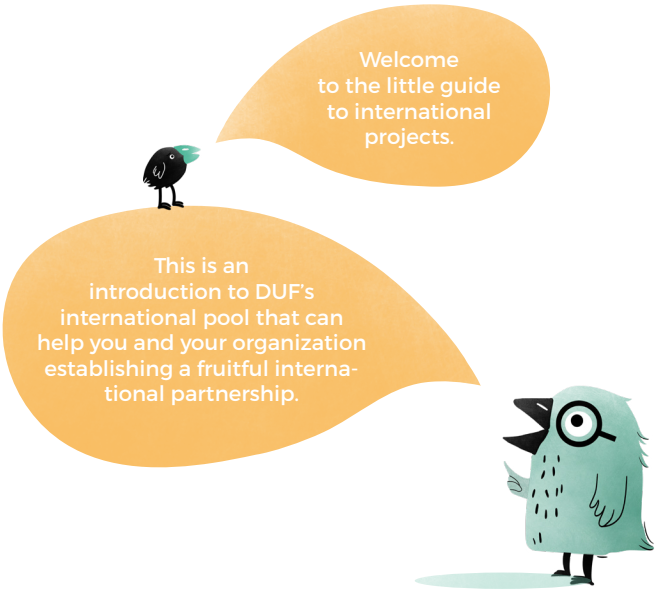 Welcome
to the little guide
to international
projects.
This is an
introduction to DUF’s
international pool that can
help you and your organization
establishing a fruitful interna-
tional partnership.